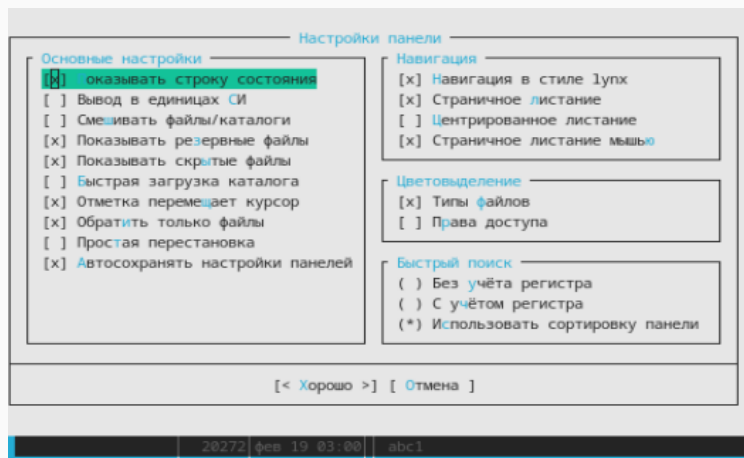 Настройки панели
Основные настройки
[x] оказывать строку состояния
[ ] Вывод в единицах СИ
[ ] Смешивать файлы/каталоги
[x] Показывать резервные файлы
[x] Показывать скрытые файлы
[ ] Быстрая загрузка каталога
[x] Отметка перемещает курсор
[x] Обратить только файлы
[ ] Простая перестановка
[x] Автосохранять настройки панелей
Навигация
[x] Навигация в стиле lynx
[x] Страничное листание
[ ] Центрированное листание
[x] Страничное листание мышью
Цветовыделение
[x] Типы файлов
[ ] Права доступа
Быстрый поиск
( ) Без учёта регистра
( ) С учётом регистра
(*) Использовать сортировку панели
[< Хорошо >] [ Отмена ]
20272 фев 19 03:00 abc1